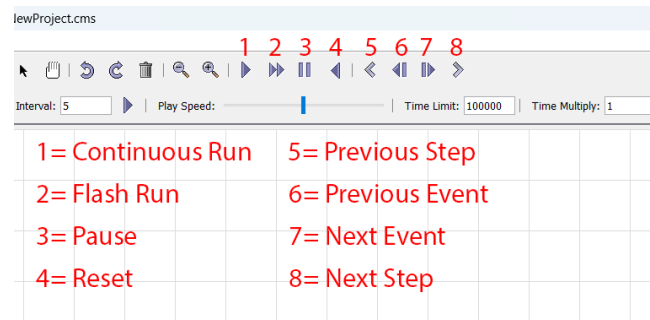 NewProject.cms
1 2 3 4 5 6 7 8
Interval: 5 Play Speed: Time Limit: 100000 Time Multiply: 1
1= Continuous Run 5= Previous Step
2= Flash Run 6= Previous Event
3= Pause 7= Next Event
4= Reset 8= Next Step